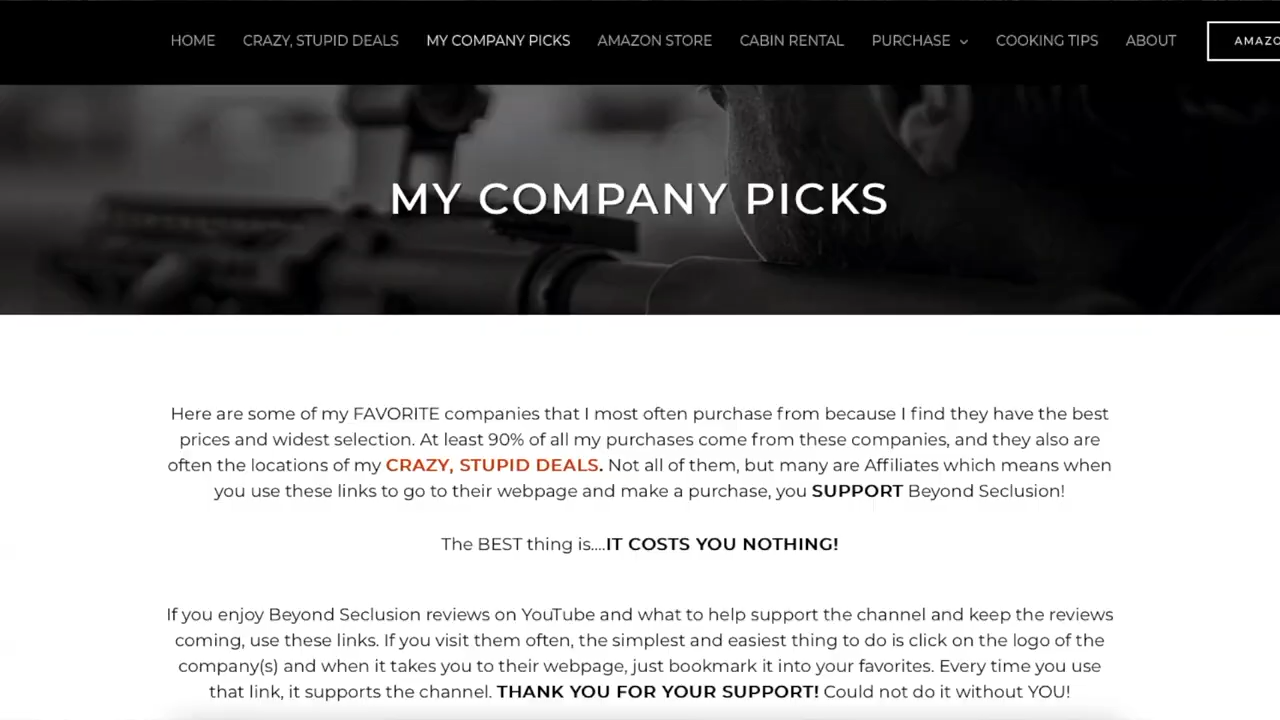 HOME CRAZY, STUPID DEALS MY COMPANY PICKS AMAZON STORE CABIN RENTAL PURCHASE COOKING TIPS ABOUT
MY COMPANY PICKS
Here are some of my FAVORITE companies that I most often purchase from because I find they have the best
prices and widest selection. At least 90% of all my purchases come from these companies, and they also are
often the locations of my CRAZY, STUPID DEALS. Not all of them, but many are Affiliates which means when
you use these links to go to their webpage and make a purchase, you SUPPORT Beyond Seclusion!
The BEST thing is....IT COSTS YOU NOTHING!
If you enjoy Beyond Seclusion reviews on YouTube and what to help support the channel and keep the reviews
coming, use these links. If you visit them often, the simplest and easiest thing to do is click on the logo of the
company(s) and when it takes you to their webpage, just bookmark it into your favorites. Every time you use
that link, it supports the channel. THANK YOU FOR YOUR SUPPORT! Could not do it without YOU!